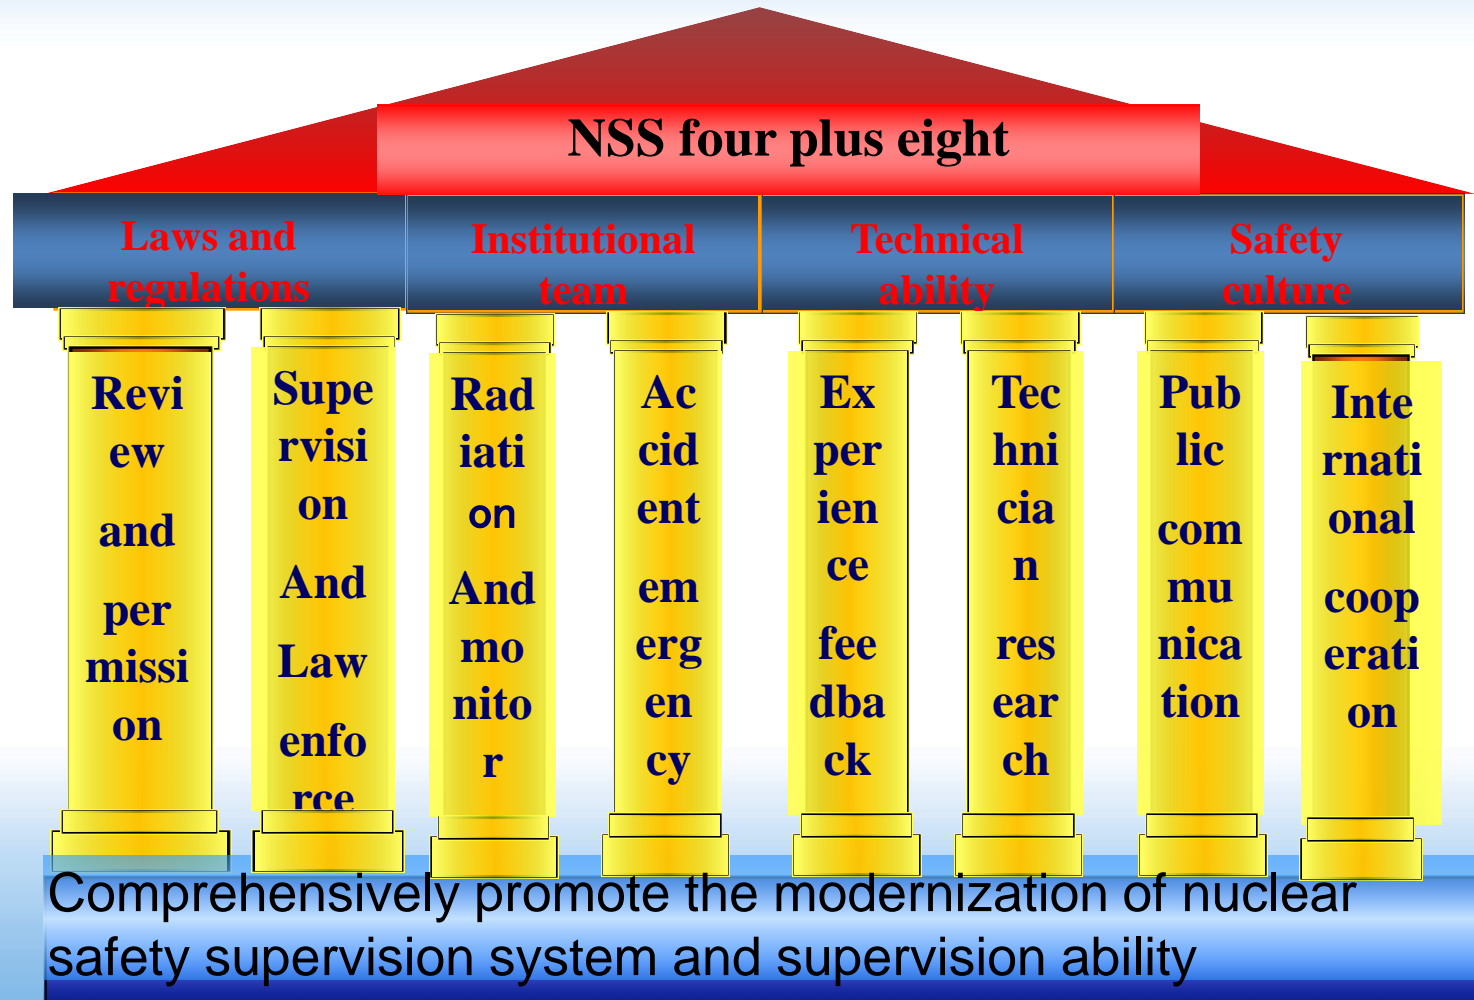 NSS four plus eight
Laws and
regulations
Institutional
team
Technical
ability
Safety
culture
Revi
ew
and
per
missi
on
Supe
rvisi
on
And
Law
enfo
rce
Rad
iati
on
And
mo
nito
r
Ac
cid
ent
em
erg
en
cy
Ex
per
ien
ce
fee
dba
ck
Tec
hni
cia
n
res
ear
ch
Pub
lic
com
mu
nica
tion
Inte
rnati
onal
coop
erati
on
Comprehensively promote the modernization of nuclear
safety supervision system and supervision ability